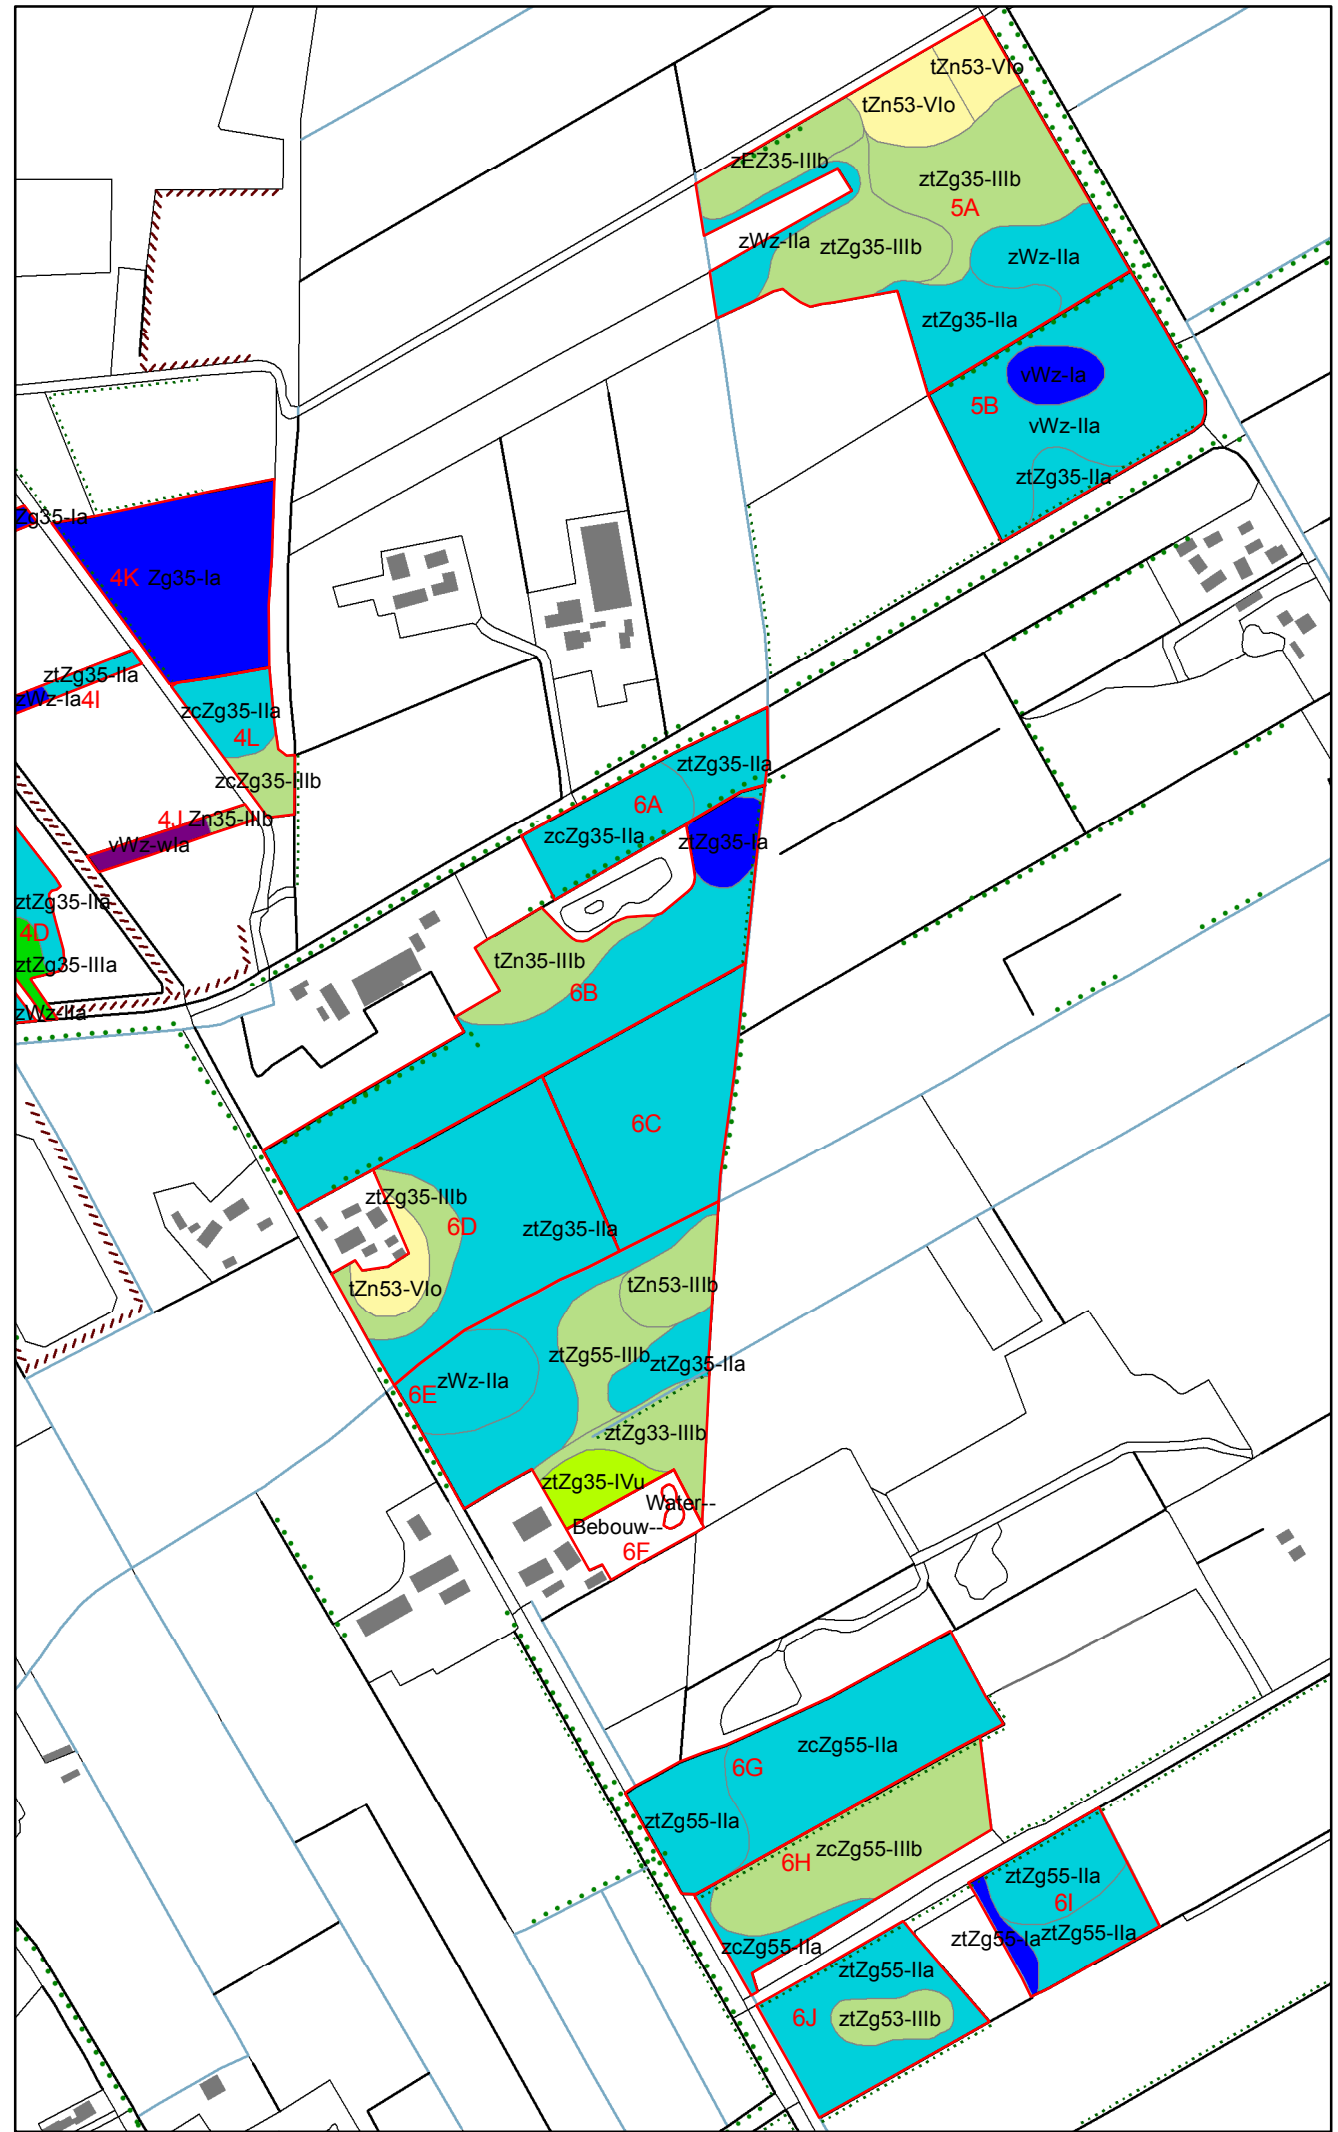 tZn53-VIo
tZn53-VIo
zEZ35-IIIb
ztZg35-IIIb
5A
zWz-IIa
ztZg35-IIIb
zWz-IIa
ztZg35-IIa
vWz-Ia
5B
vWz-IIa
ztZg35-IIa
Zg35-Ia
4K Zg35-Ia
ztZg35-IIa
zWz-Ia
4I
zcZg35-IIa
4L
zcZg35-IIIb
4J
Zn35-IIIb
vWz-wIa
ztZg35-IIa
6A
zcZg35-IIa
ztZg35-Ia
ztZg35-IIa
4D
ztZg35-IIIa
zWz-IIa
tZn35-IIIb
6B
6C
ztZg35-IIIb
6D
ztZg35-IIa
tZn53-VIo
tZn53-IIIb
ztZg55-IIIb
ztZg35-IIa
6E
zWz-IIa
ztZg33-IIIb
ztZg35-IVu
Water--
Bebouw--
6F
zcZg55-IIa
6G
ztZg55-IIa
zcZg55-IIIb
6H
ztZg55-IIa
6I
zcZg55-IIa
ztZg55-Ia
ztZg55-IIa
ztZg55-IIa
6J
ztZg53-IIIb